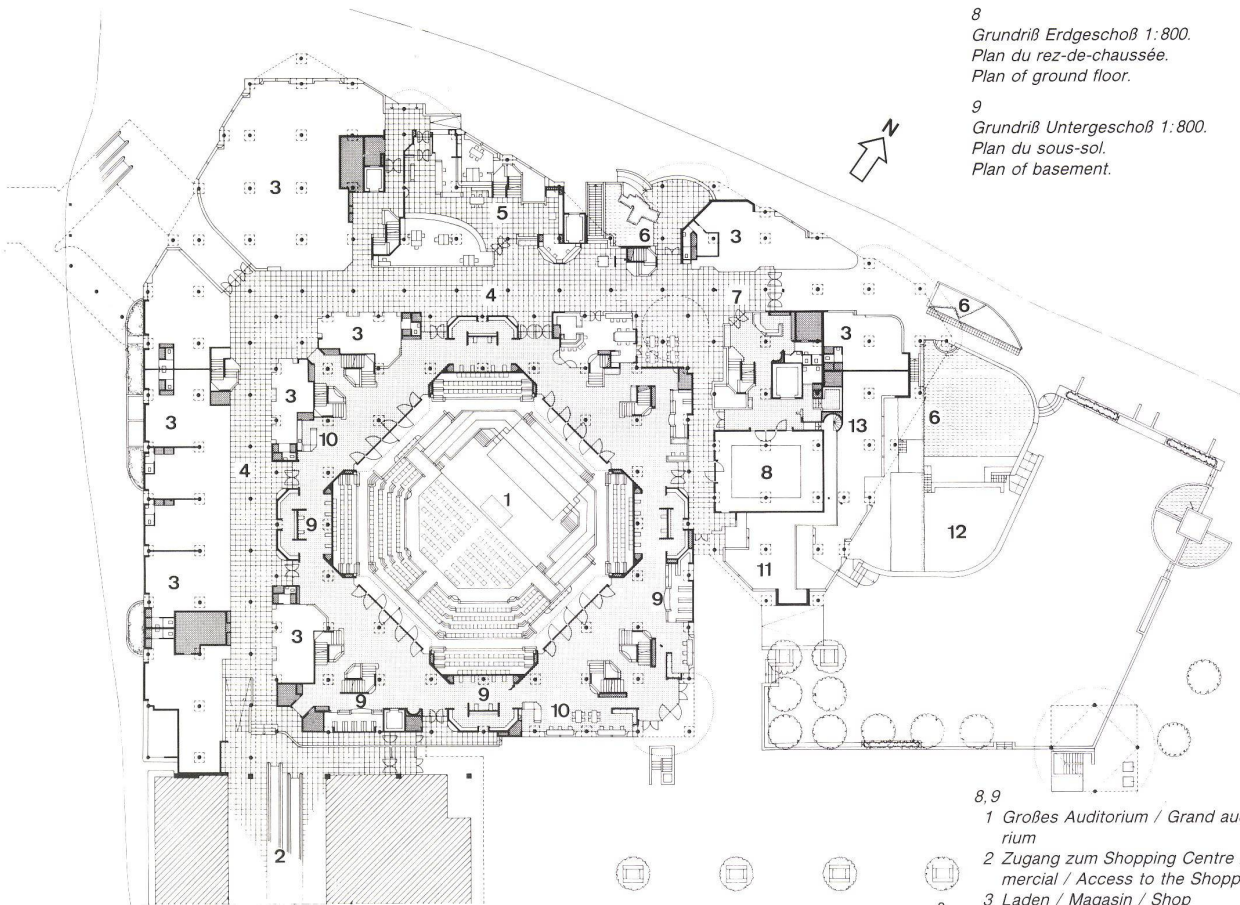 8
Grundriß Erdgeschoß 1:800.
Plan du rez-de-chaussée.
Plan of ground floor.
9
Grundriß Untergeschoß 1:800.
Plan du sous-sol.
Plan of basement.
N
3
5
6
3
4
7
6
3
3
3
3
10
13
6
4
1
8
9
12
3
11
9
3
9
9
10
2
8,9
1 Großes Auditorium / Grand
rium
2 Zugang zum Shopping Centre
mercial / Access to the
3 Laden / Magasin / Shop